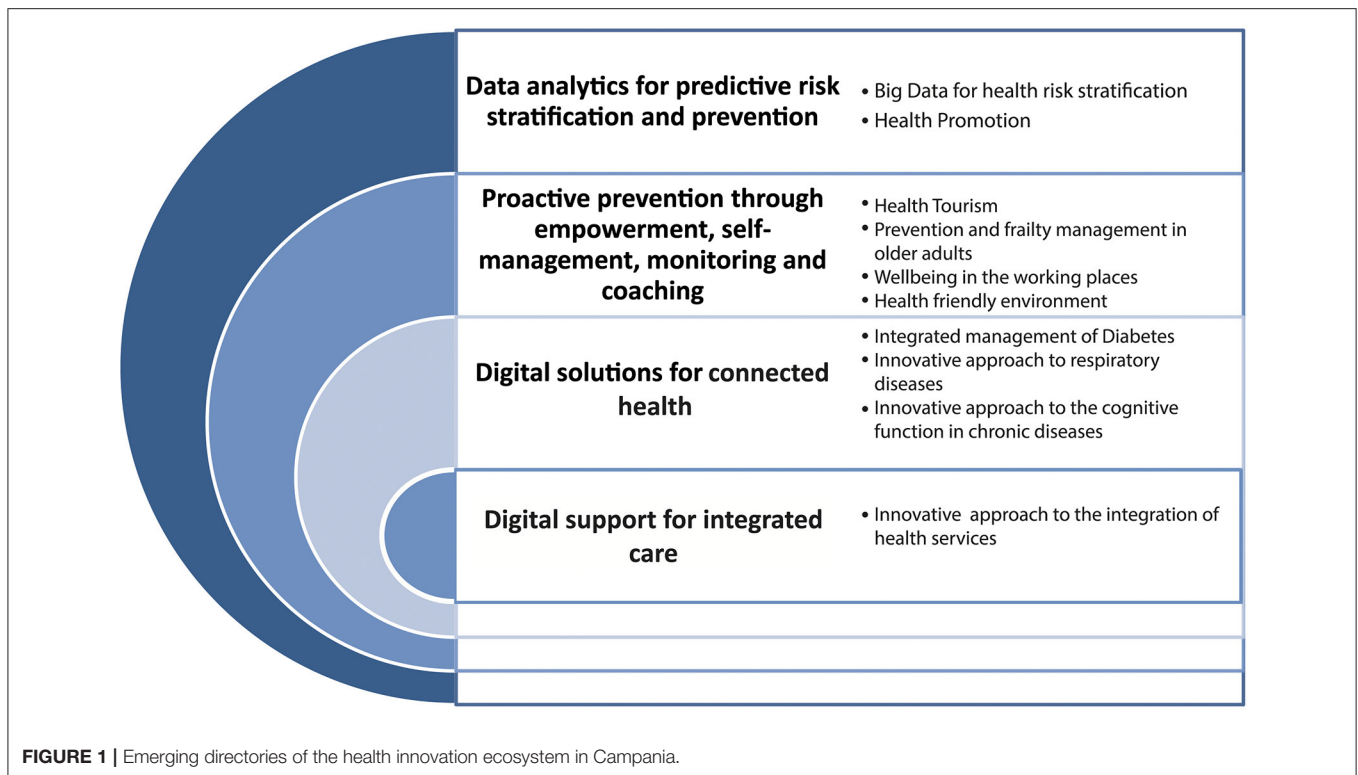 Data analytics for predictive risk
stratification and prevention
• Big Data for health risk stratification
• Health Promotion
Proactive prevention through
empowerment, self-
management, monitoring and
coaching
• Health Tourism
• Prevention and frailty management in
older adults
• Wellbeing in the working places
• Health friendly environment
Digital solutions for connected
health
• Integrated management of Diabetes
• Innovative approach to respiratory
diseases
• Innovative approach to the cognitive
function in chronic diseases
Digital support for integrated
care
• Innovative approach to the integration of
health services
FIGURE 1 | Emerging directories of the health innovation ecosystem in Campania.